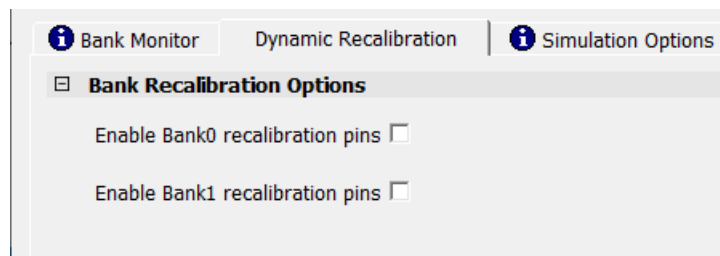 Bank Monitor Dynamic Recalibration Simulation Options
Bank Recalibration Options
Enable Bank0 recalibration pins
Enable Bank1 recalibration pins